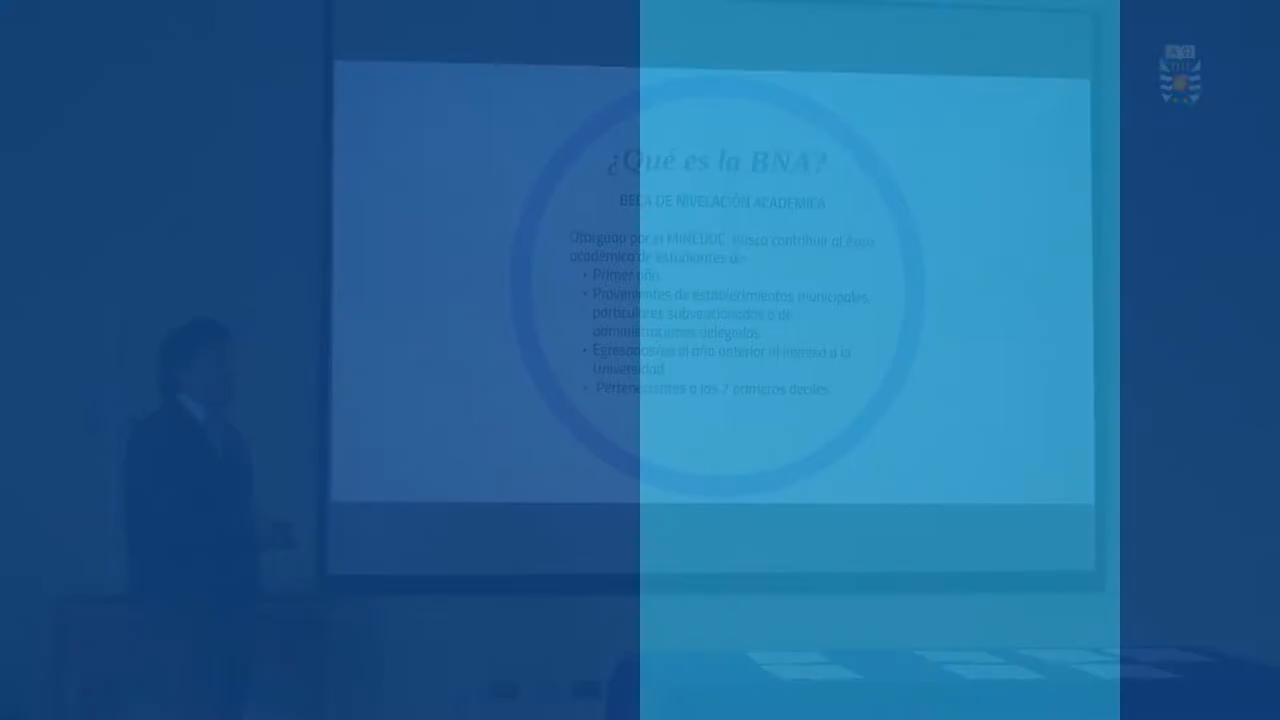 ¿Qué es la BNA?
BECA DE NIVELACIÓN ACADÉMICA
Otorgado por el MINEDUC, busca contribuir al éxito
académico de estudiantes de:
• Primer año.
• Provenientes de establecimientos municipales,
particulares subvencionados o de
administraciones delegadas.
• Egresados/as el año anterior al ingreso a la
Universidad.
• Pertenecientes a los 7 primeros deciles.
ΑΩ